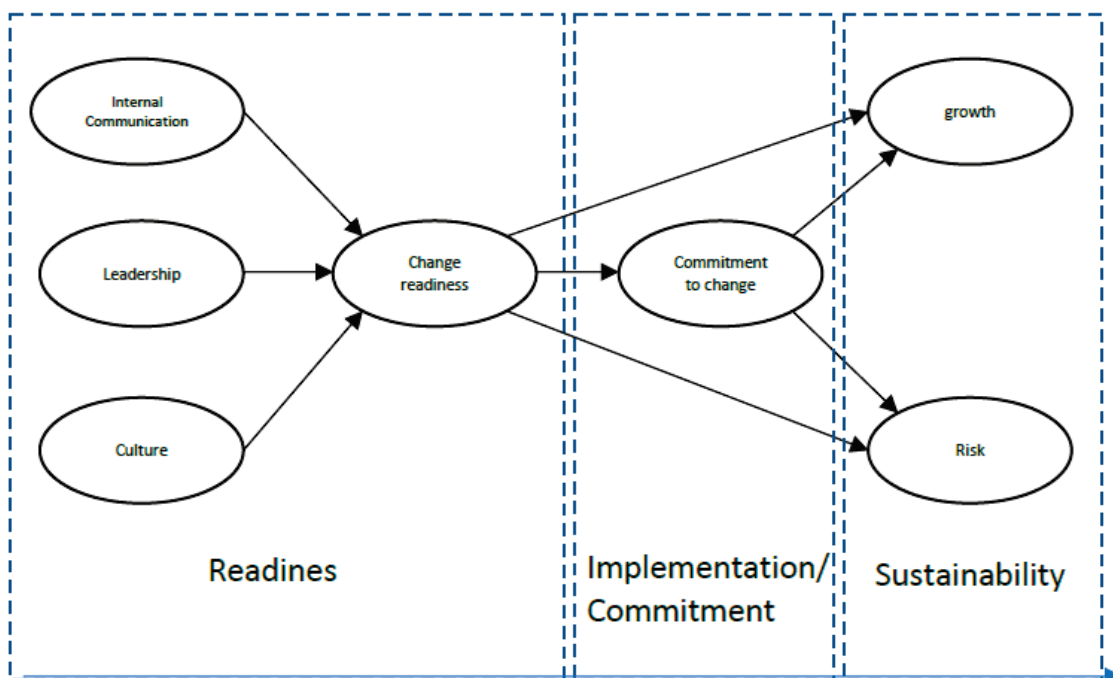 Internal
Communication
growth
Leadership
Change
readiness
Commitment
to change
Culture
Risk
Readines
Implementation/
Commitment
Sustainability